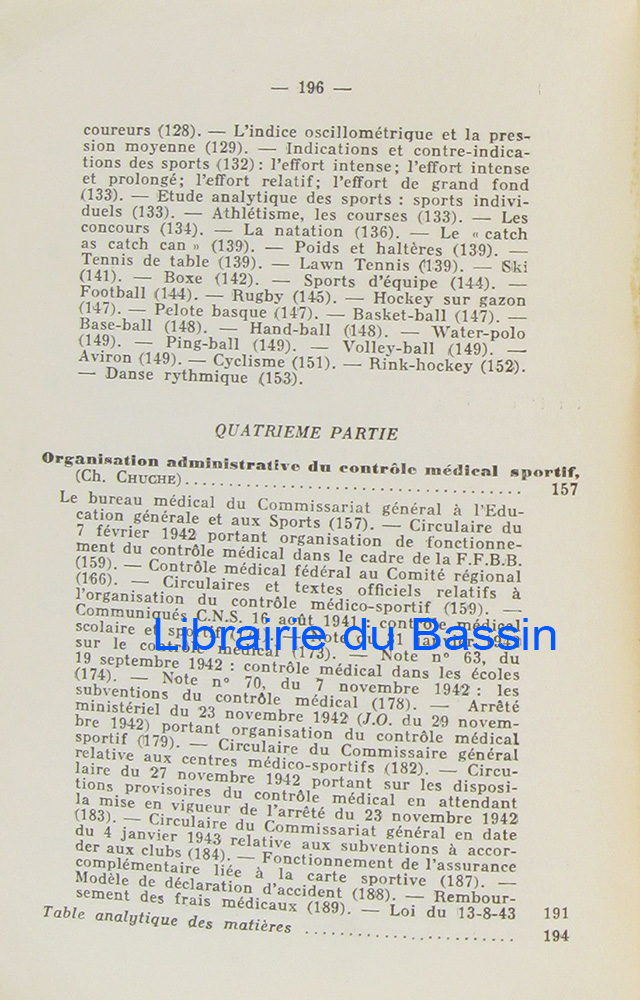 — 196 —
coureurs (128). — L'indice oscillométrique et la pres-
sion moyenne (129). — Indications et contre-indica-
tions des sports (132) : l'effort intense; l'effort intense
et prolongé; l'effort relatif; l'effort de grand fond
(133). — Etude analytique des sports : sports indivi-
duels (133). — Athlétisme, les courses (133). — Les
concours (134). — La natation (136). — Le « catch
as catch can » (139). — Poids et haltères (139). —
Tennis de table (139). — Lawn Tennis (139). — Ski
(141). — Boxe (142). — Sports d'équipe (144). —
Football (144). — Rugby (145). — Hockey sur gazon
(147). — Pelote basque (147). — Basket-ball (147). —
Base-ball (148). — Hand-ball (148). — Water-polo
(149). — Ping-ball (149). — Volley-ball (149). —
Aviron (149). — Cyclisme (151). — Rink-hockey (152).
— Danse rythmique (153).
QUATRIEME PARTIE
Organisation administrative du contrôle médical sportif,
(Ch. CHUCHE)........................................ 157
Le bureau médical du Commissariat général à l'Edu-
cation générale et aux Sports (157). — Circulaire du
7 février 1942 portant organisation de fonctionne-
ment du contrôle médical dans le cadre de la F.F.B.B.
(159). — Contrôle médical fédéral au Comité régional
(166). — Circulaires et textes officiels relatifs à
l'organisation du contrôle médico-sportif (159). —
Communiqués C.N.S. 16 août 1941 : contrôle médical
scolaire et sportif
Librairie du Bassin
sur le contrôle médical (173). — Note n° 63, du
19 septembre 1942 : contrôle médical dans les écoles
(174). — Note n° 70, du 7 novembre 1942 : les
subventions du contrôle médical (178). — Arrêté
ministériel du 23 novembre 1942 (J.O. du 29 novem-
bre 1942) portant organisation du contrôle médical
sportif (179). — Circulaire du Commissaire général
relative aux centres médico-sportifs (182). — Circu-
laire du 27 novembre 1942 portant sur les disposi-
tions provisoires du contrôle médical en attendant
la mise en vigueur de l'arrêté du 23 novembre 1942
(183). — Circulaire du Commissariat général en date
du 4 janvier 1943 relative aux subventions à accor-
der aux clubs (184). — Fonctionnement de l'assurance
complémentaire liée à la carte sportive (187). —
Modèle de déclaration d'accident (188). — Rembour-
sement des frais médicaux (189). — Loi du 13-8-43 191
Table analytique des matières ........................ 194